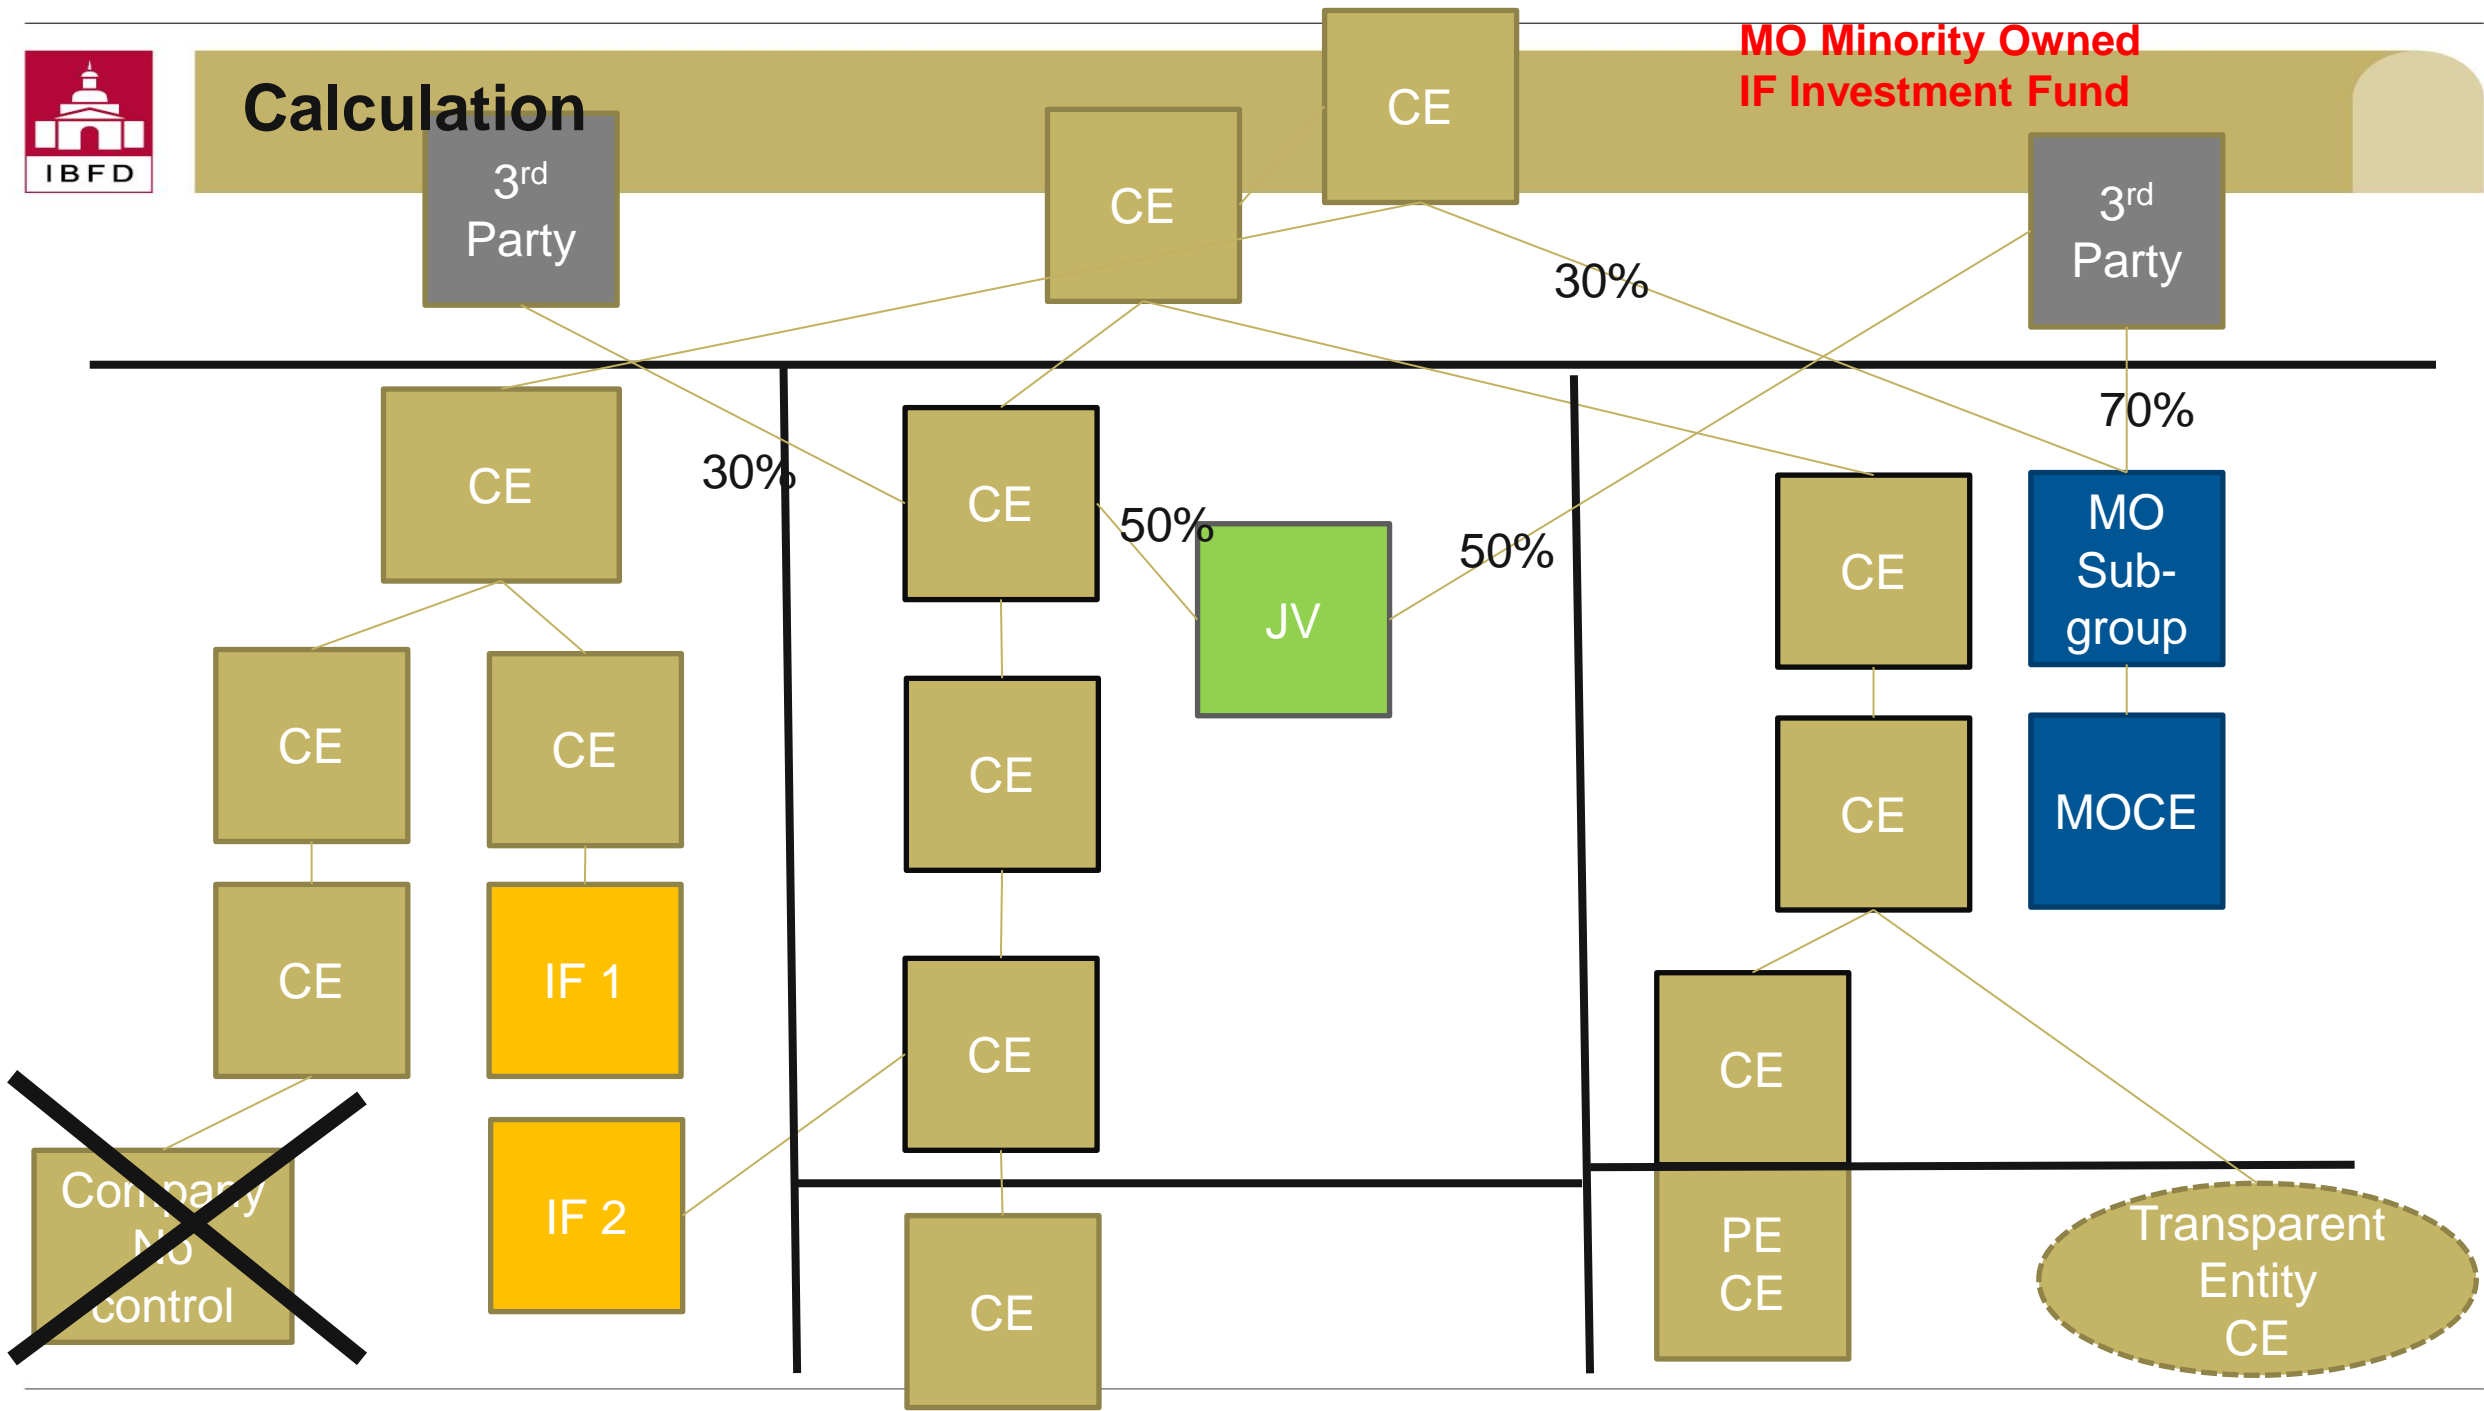 MO Minority Owned
IF Investment Fund
Calculation
IBFD
CE
CE
3rd
Party
3rd
Party
30%
70%
30%
CE
CE
50%
50%
JV
CE
MO
Sub-
group
CE
CE
CE
CE
MOCE
CE
IF 1
CE
CE
Company
No
control
IF 2
CE
PE
CE
Transparent
Entity
CE